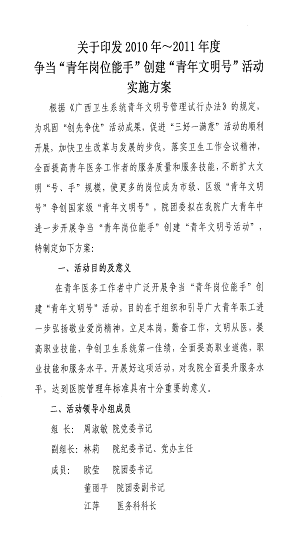 关于印发 2010 年～2011 年度
争当“青年岗位能手”创建“青年文明号”活动
实施方案
根据《广西卫生系统青年文明号管理试行办法》的规定，
为巩固“创先争优”活动成果，促进“三好一满意”活动的顺利
开展，加快卫生改革与发展的步伐，落实卫生工作会议精神，
全面提高青年医务工作者的服务质量和服务技能，不断扩大文
明“号、手”规模，使更多的岗位成为市级、区级“青年文明
号”争创国家级“青年文明号”。院团委拟在我院广大青年中
进一步开展争当“青年岗位能手”创建“青年文明号活动”，
特制定如下方案：
一、活动目的及意义
在青年医务工作者中广泛开展争当“青年岗位能手”创
建“青年文明号”活动，目的在于组织和引导广大青年职工进
一步弘扬敬业爱岗精神，立足本岗，勤奋工作，文明从医，提
高职业技能，争创卫生系统第一佳绩，全面提高职业道德，职
业技能和服务技能。开展好这项活动，对我院全面提升服务水
平，达到医院管理年标准具有十分重要的意义。
二、活动领导小组成员
组 长： 周淑敏 院党委书记
副组长：林莉 院纪委书记、党办主任
成员： 欧莹 院团委书记
董丽平 院团委副书记
江萍 医务科科长